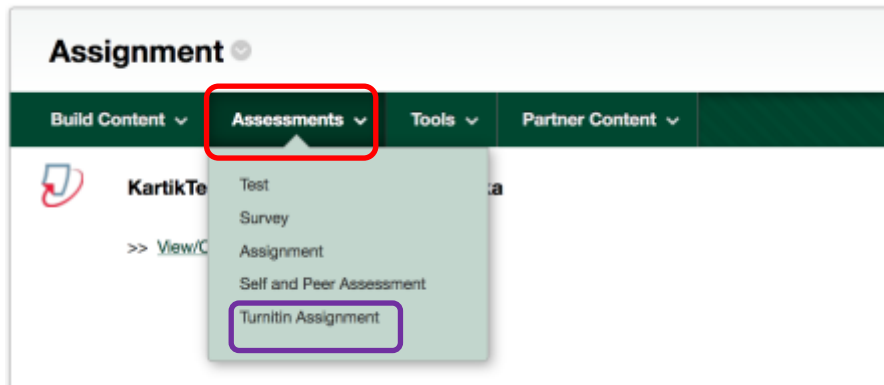 Assignment
Build Content Assessments Tools Partner Content
KartikTe
Test
Survey
>> View/C
Assignment
Self and Peer Assessment
Turnitin Assignment